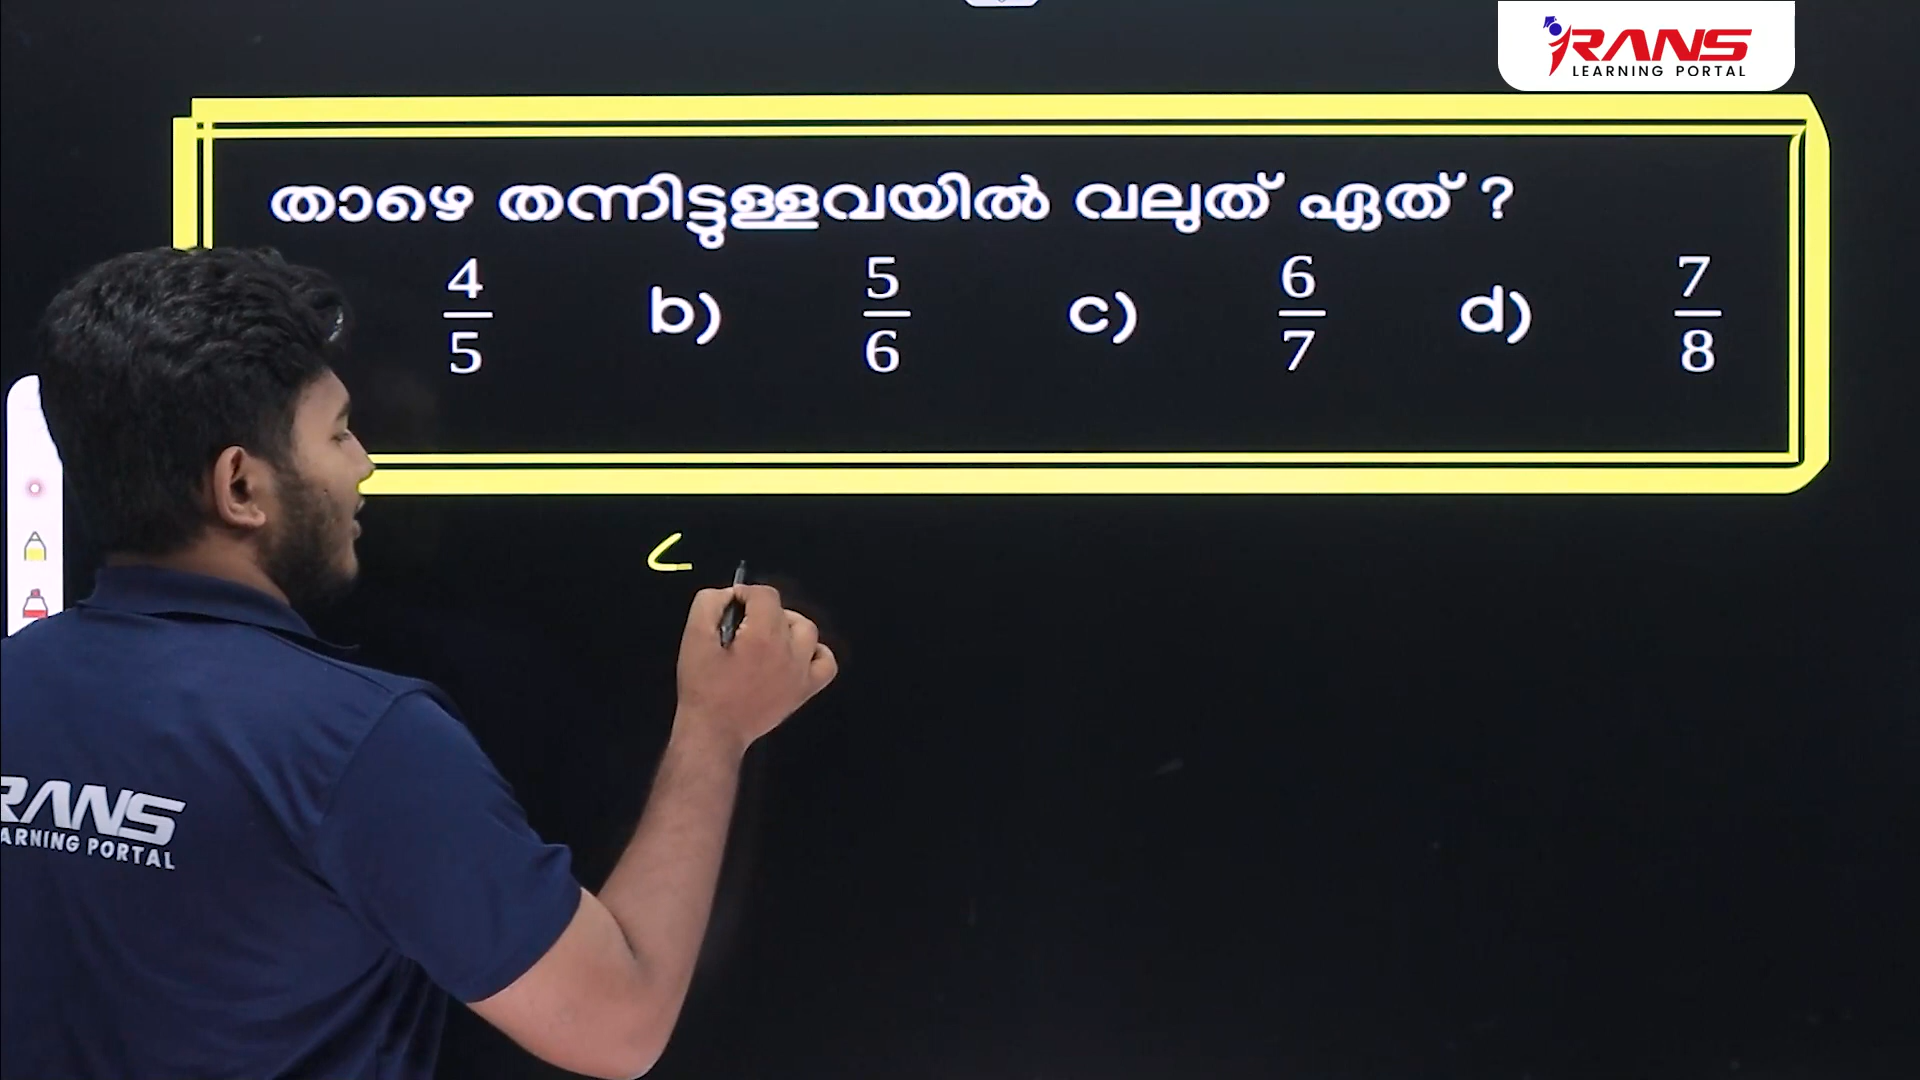 RANS
LEARNING PORTAL
താഴെ തന്നിട്ടുള്ളവയിൽ വലുത് ഏത് ?
4/5 b) 5/6 c) 6/7 d) 7/8
RANS
ARNING PORTAL